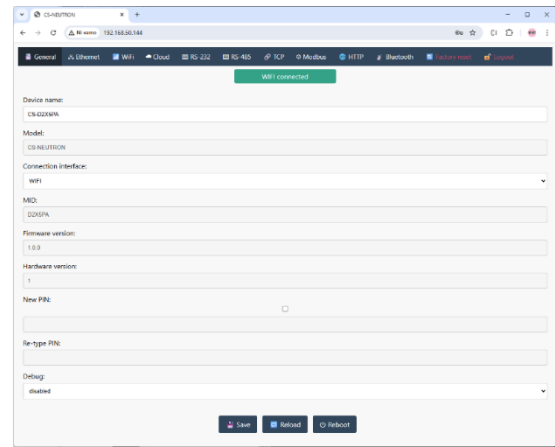 CS-NEUTRON
Ni varno 192.168.50.144
General Ethernet WiFi Cloud RS-232 RS-485 TCP Modbus HTTP Bluetooth Factory reset Logout
WiFi connected
Device name:
CS-D2X6PA
Model:
CS-NEUTRON
Connection interface:
WiFi
MID:
D2X6PA
Firmware version:
1.0.0
Hardware version:
1
New PIN:
Re-type PIN:
Debug:
disabled
Save Reload Reboot